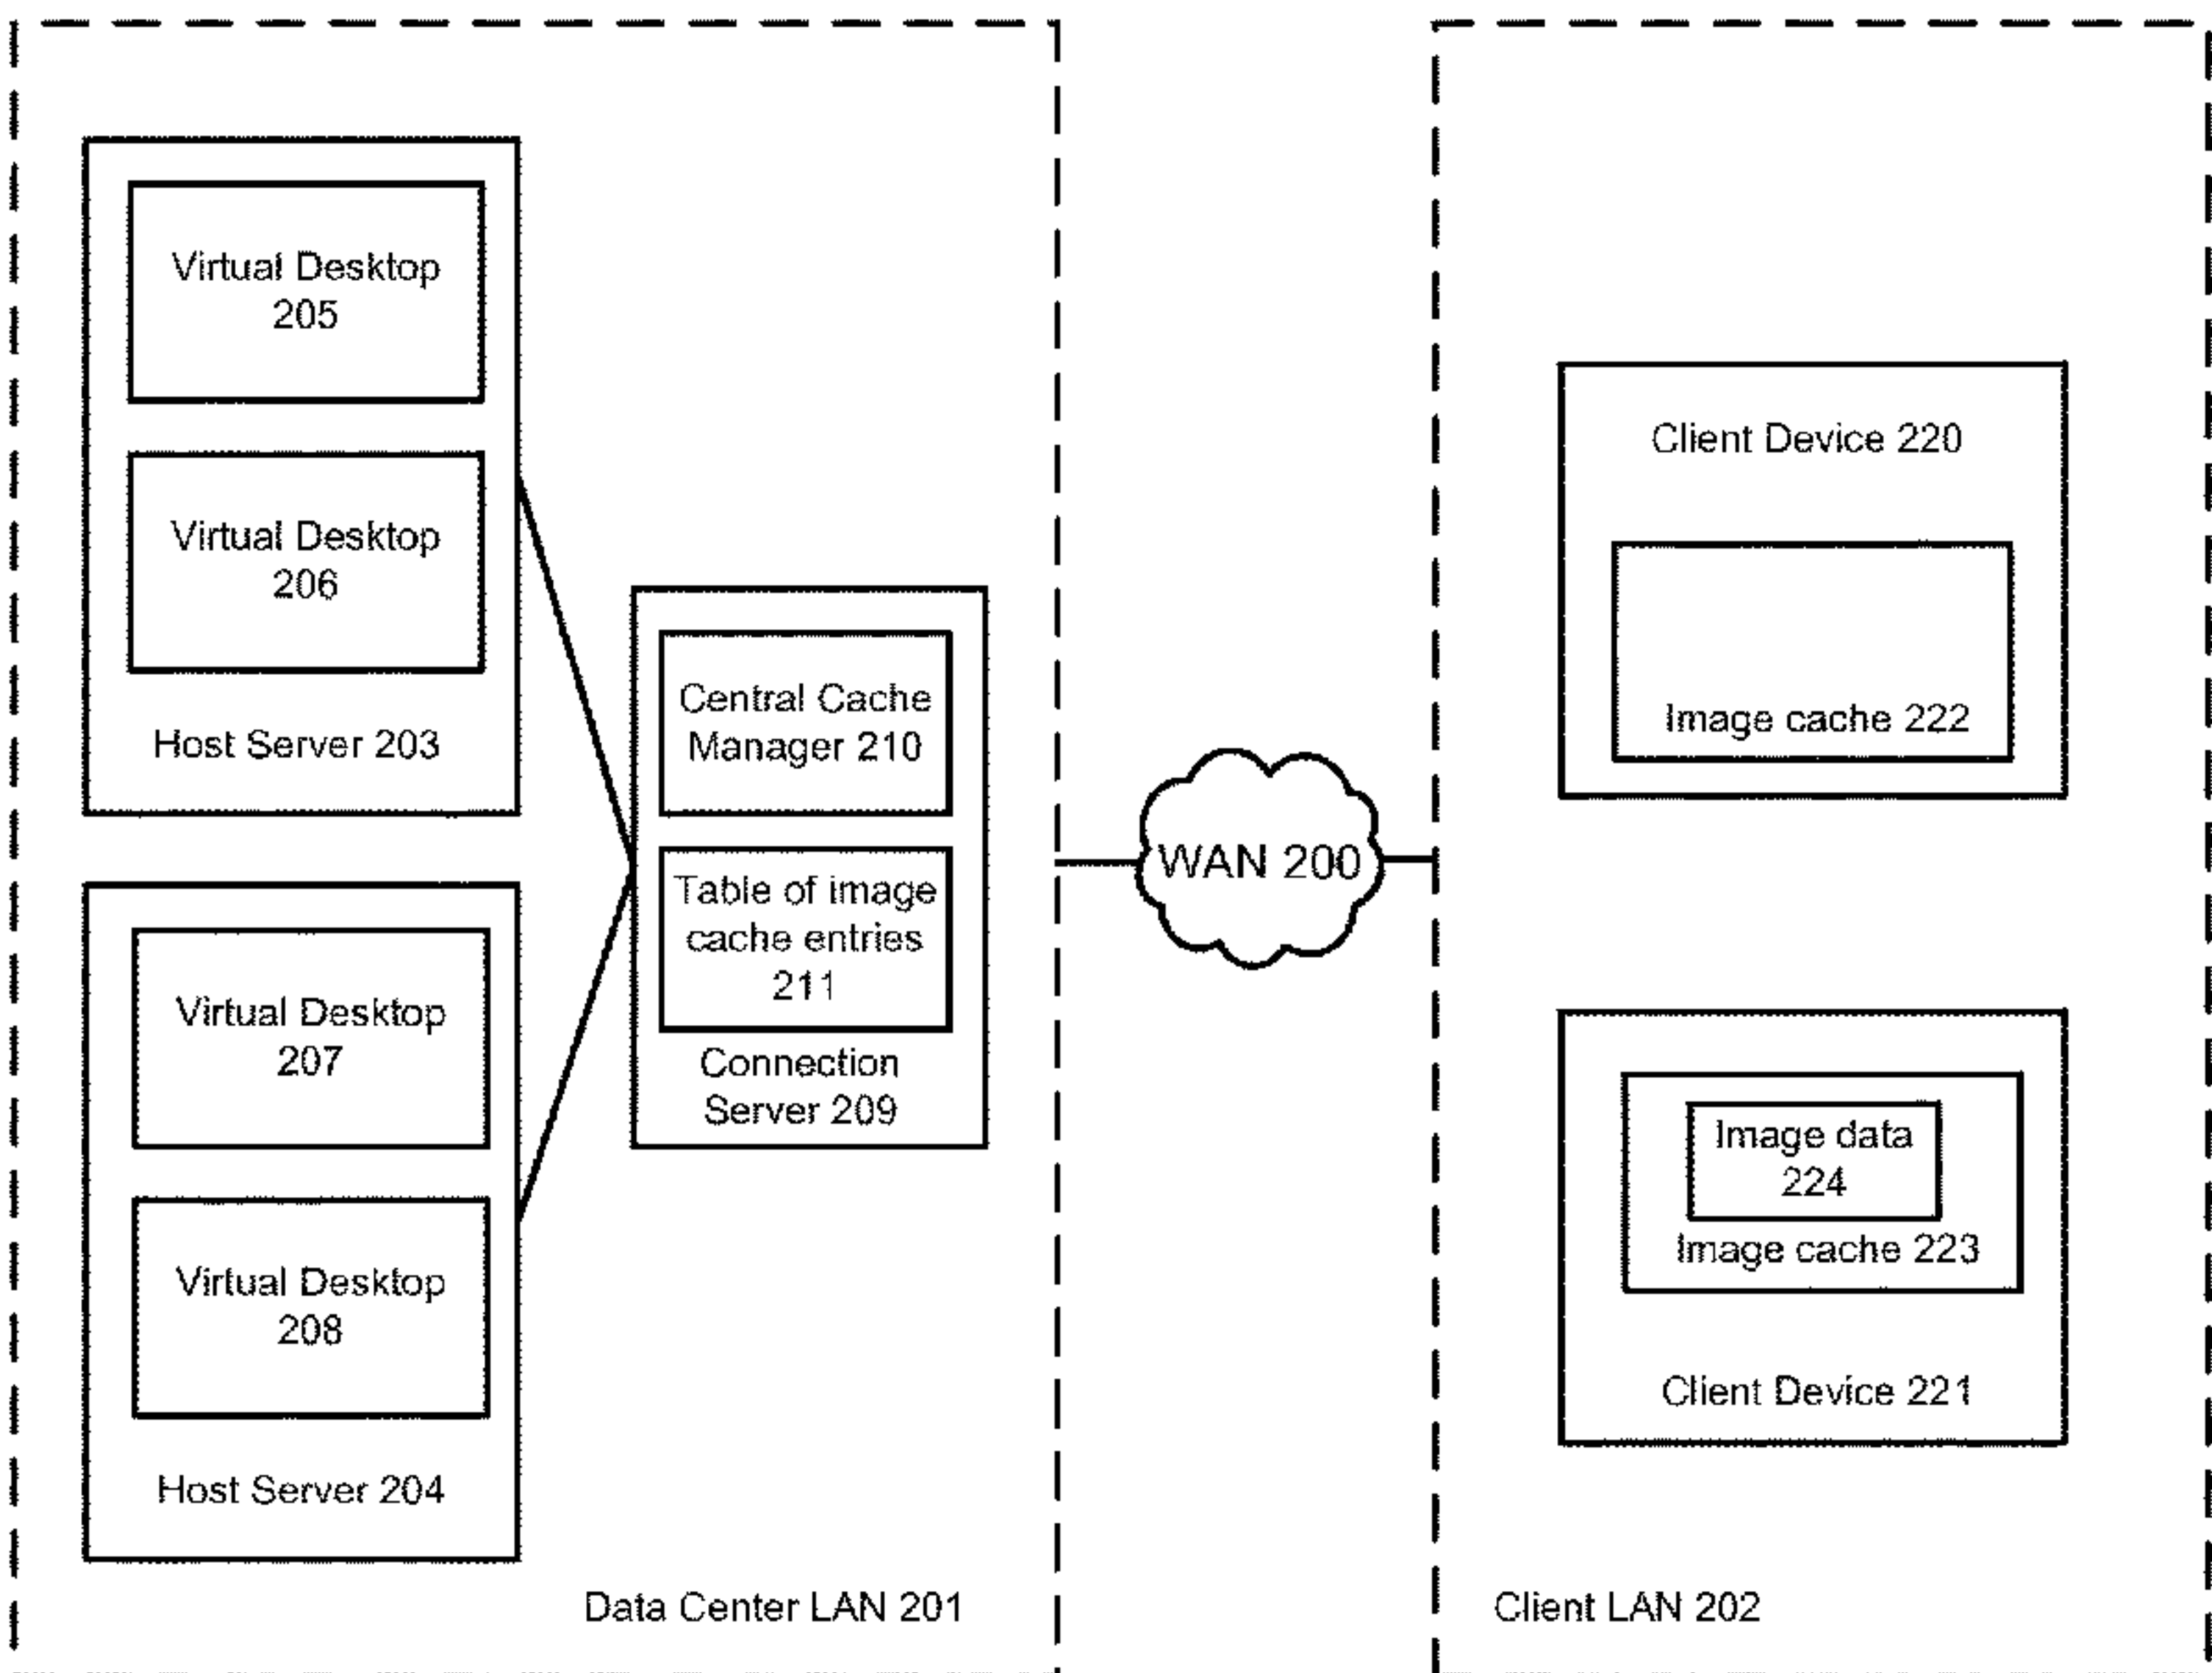 Virtual Desktop
205
Virtual Desktop
206
Host Server 203
Virtual Desktop
207
Virtual Desktop
208
Host Server 204
Central Cache
Manager 210
Table of image
cache entries
211
Connection
Server 209
Data Center LAN 201
WAN 200
Client Device 220
Image cache 222
Image data
224
Image cache 223
Client Device 221
Client LAN 202